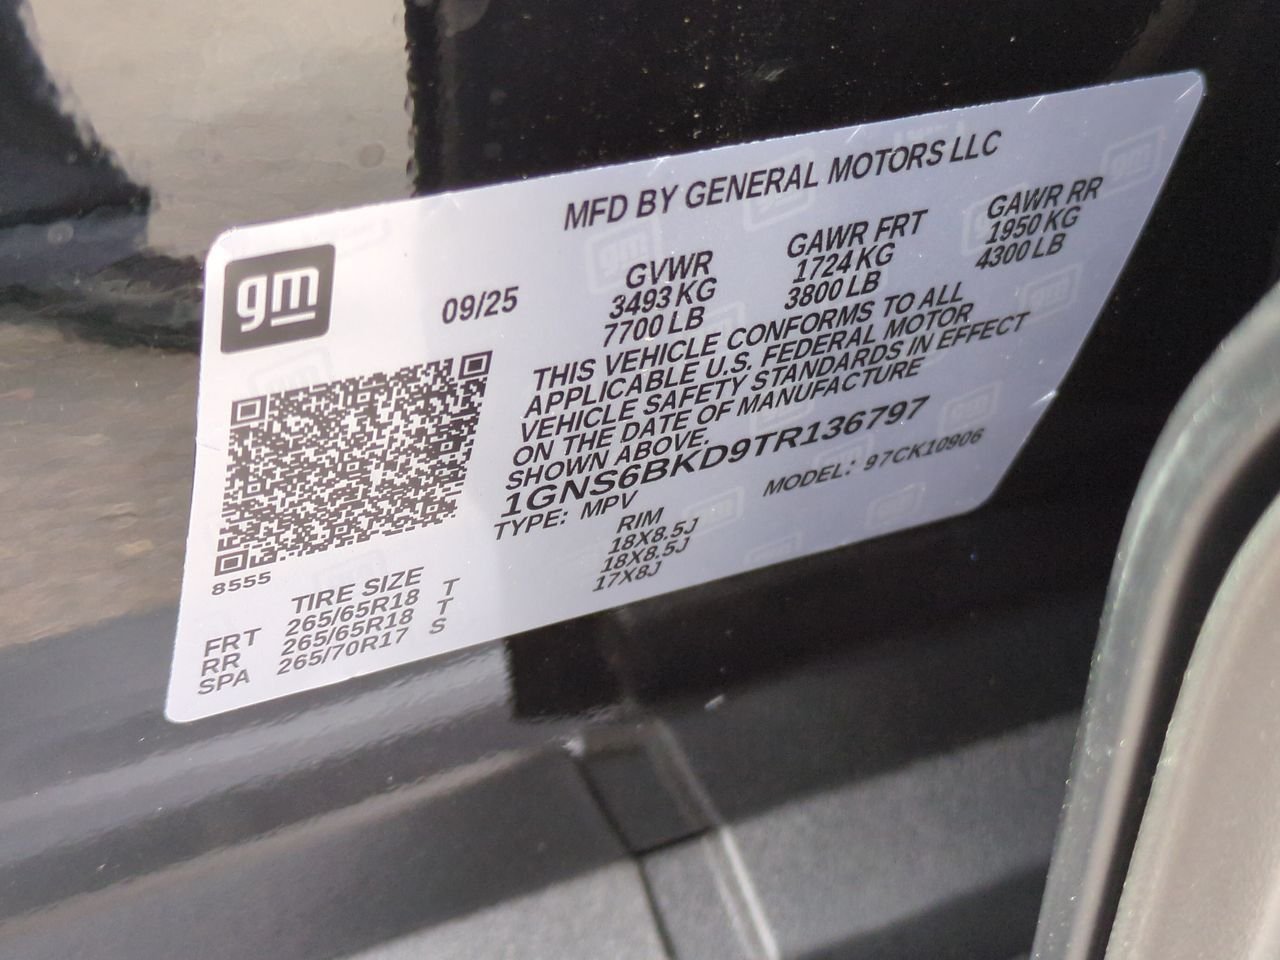 MFD BY GENERAL MOTORS LLC
gm
09/25
GVWR GAWR FRT GAWR RR
3493 KG 1724 KG 1950 KG
7700 LB 3800 LB 4300 LB
THIS VEHICLE CONFORMS TO ALL
APPLICABLE U.S. FEDERAL MOTOR
VEHICLE SAFETY STANDARDS IN EFFECT
ON THE DATE OF MANUFACTURE
SHOWN ABOVE.
1GNS6BKD9TR136797
TYPE: MPV MODEL: 97CK10906
8555
TIRE SIZE RIM
FRT 265/65R18 T 18X8.5J
RR 265/65R18 T 18X8.5J
SPA 265/70R17 S 17X8J